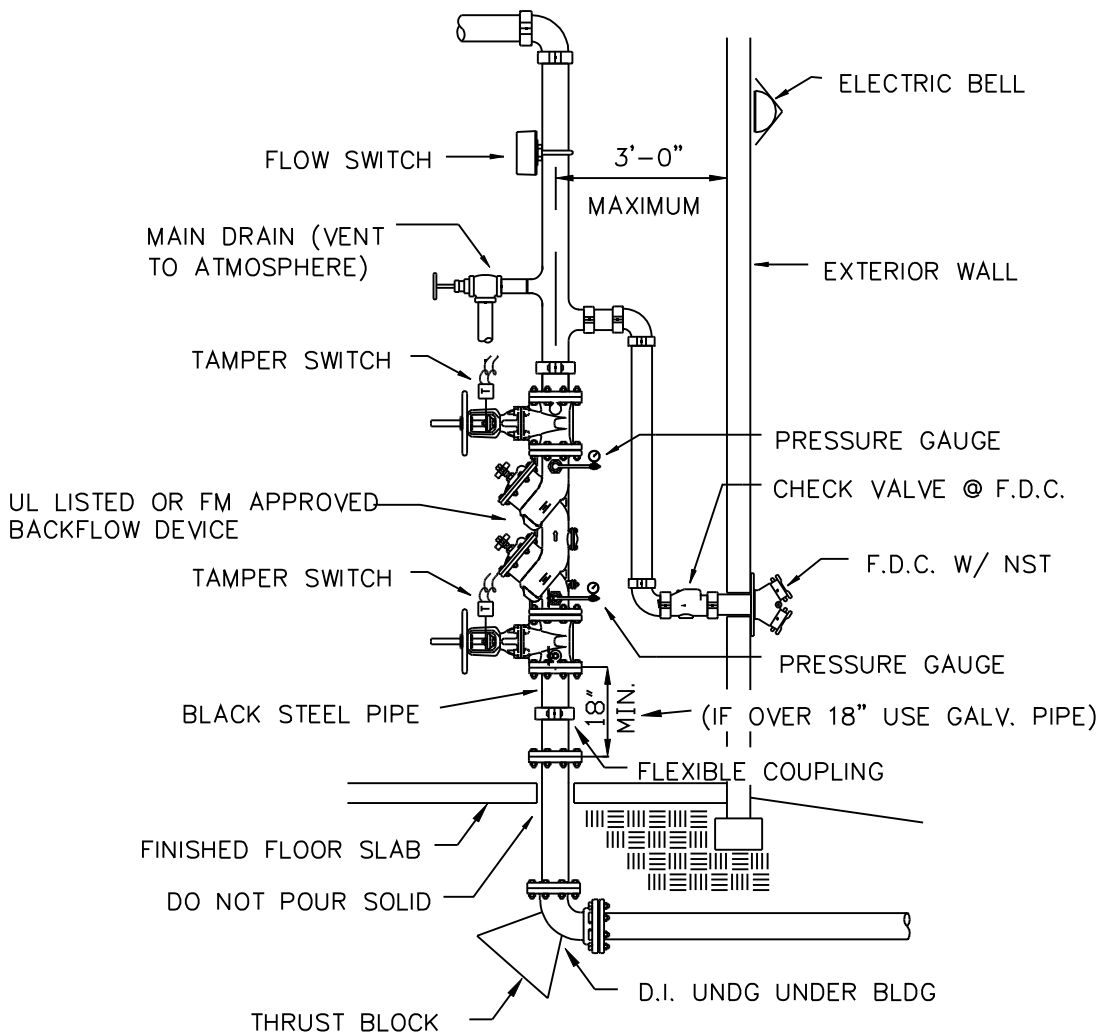 ELECTRIC BELL
FLOW SWITCH
3'-0"
MAXIMUM
MAIN DRAIN (VENT
TO ATMOSPHERE)
EXTERIOR WALL
TAMPER SWITCH
T
PRESSURE GAUGE
UL LISTED OR FM APPROVED
BACKFLOW DEVICE
CHECK VALVE @ F.D.C.
F.D.C. W/ NST
TAMPER SWITCH
T
PRESSURE GAUGE
BLACK STEEL PIPE
18"
MIN.
(IF OVER 18" USE GALV. PIPE)
FLEXIBLE COUPLING
FINISHED FLOOR SLAB
DO NOT POUR SOLID
D.I. UNDG UNDER BLDG
THRUST BLOCK